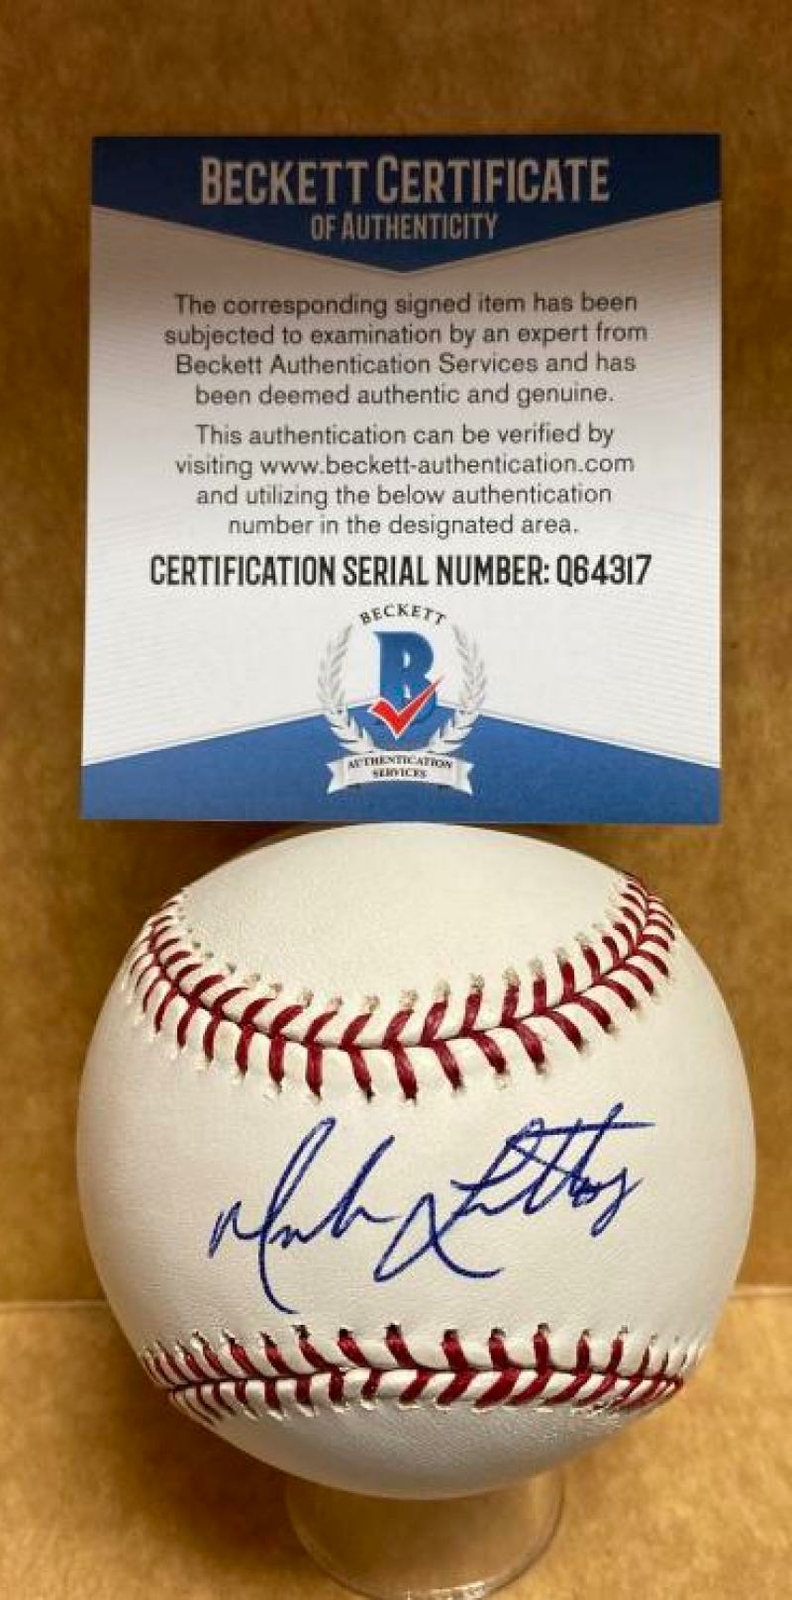 BECKETT CERTIFICATE
OF AUTHENTICITY
The corresponding signed item has been
subjected to examination by an expert from
Beckett Authentication Services and has
been deemed authentic and genuine.
This authentication can be verified by
visiting www.beckett-authentication.com
and utilizing the below authentication
number in the designated area.
CERTIFICATION SERIAL NUMBER: Q64317
BECKETT
B
AUTHENTICATION
SERVICES
Mark